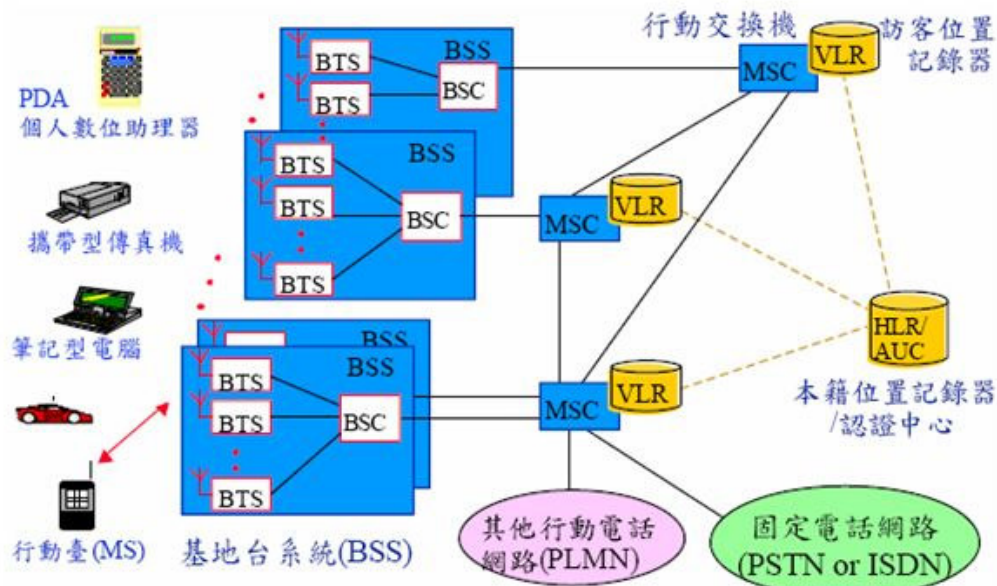 PDA
個人數位助理器
攜帶型傳真機
筆記型電腦
行動臺(MS)
BSS
BTS
BTS
BSC
BSS
BTS
BTS
BTS
BSC
BSS
BSS
BTS
BTS
BTS
BSC
基地台系統(BSS)
行動交換機
MSC
VLR
訪客位置
記錄器
MSC
VLR
MSC
VLR
HLR/
AUC
本籍位置記錄器
/認證中心
其他行動電話
網路(PLMN)
固定電話網路
(PSTN or ISDN)